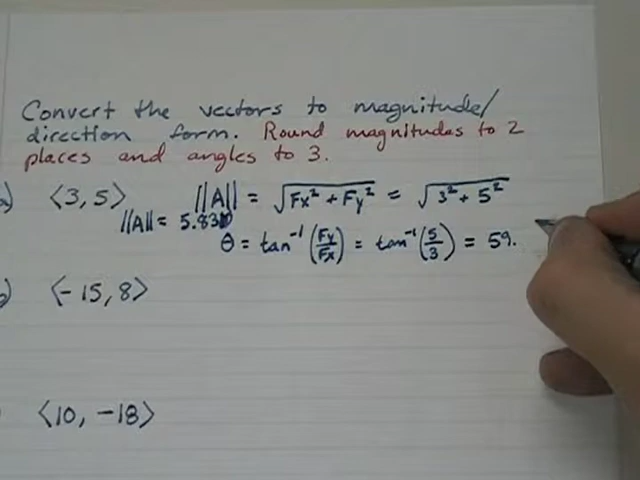 Convert the vectors to magnitude/
direction form. Round magnitudes to 2
places and angles to 3.
a) ⟨3, 5⟩ ||A|| = √(Fx² + Fy²) = √(3² + 5²)
||A|| = 5.83
θ = tan⁻¹(Fy/Fx) = tan⁻¹(5/3) = 59.
b) ⟨-15, 8⟩
⟨10, -18⟩